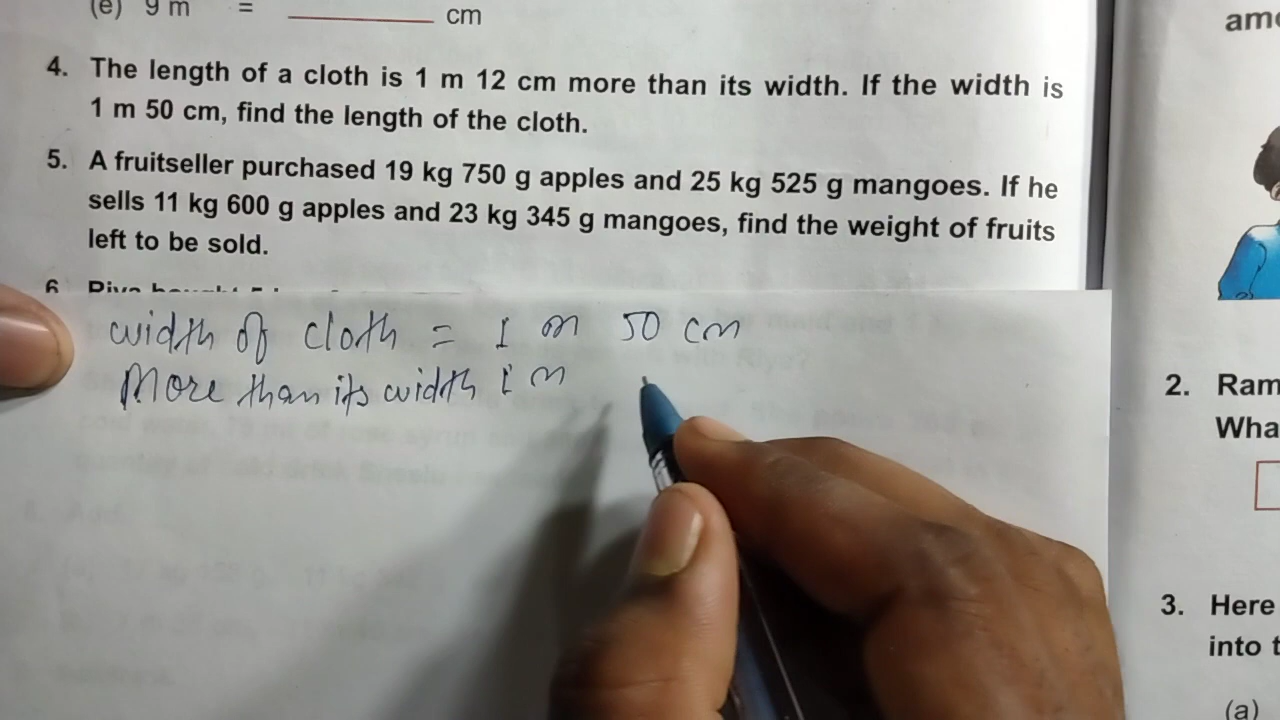 (e) 9 m = ________ cm
4. The length of a cloth is 1 m 12 cm more than its width. If the width is
1 m 50 cm, find the length of the cloth.
5. A fruitseller purchased 19 kg 750 g apples and 25 kg 525 g mangoes. If he
sells 11 kg 600 g apples and 23 kg 345 g mangoes, find the weight of fruits
left to be sold.
6
width of cloth = 1 m 50 cm
More than its width 1 m
2. Ram
Wha
3. Here
into t
(a)